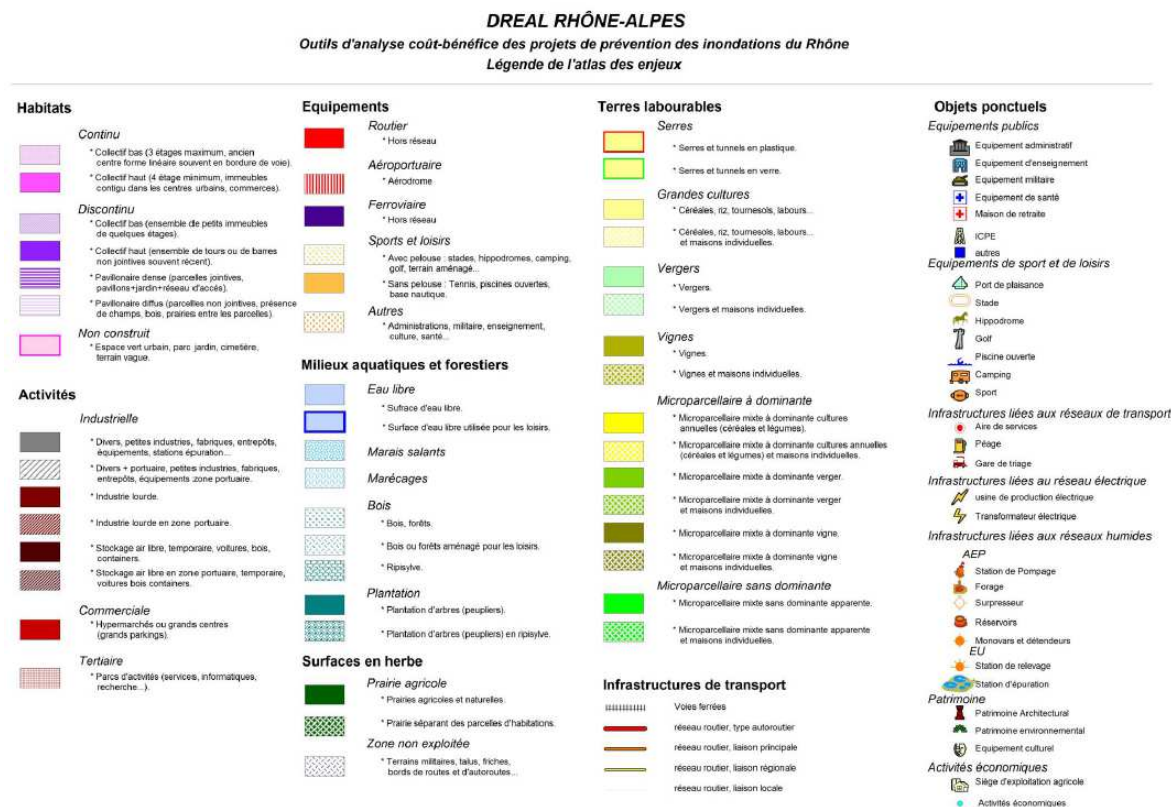 DREAL RHÔNE-ALPES
Outils d'analyse coût-bénéfice des projets de prévention des inondations du Rhône
Légende de l'atlas des enjeux
Habitats
Continu
* Collectif bas (3 étages maximum, ancien
centre forme linéaire souvent en bordure de voie).
* Collectif haut (4 étage minimum, immeubles
contigu dans les centres urbains, commerces).
Discontinu
* Collectif bas (ensemble de petits immeubles
de quelques étages).
* Collectif haut (ensemble de tours ou de barres
non jointives souvent récent).
* Pavillonaire dense (parcelles jointives,
pavillons+jardin+réseau d'accés).
* Pavillonaire diffus (parcelles non jointives, présence
de champs, bois, prairies entre les parcelles).
Non construit
* Espace vert urbain, parc jardin, cimetière,
terrain vague.
Activités
Industrielle
* Divers, petites industries, fabriques, entrepôts,
équipements, stations épuration...
* Divers + portuaire, petites industries, fabriques,
entrepôts, équipements zone portuaire.
* Industrie lourde.
* Industrie lourde en zone portuaire.
* Stockage air libre, temporaire, voitures, bois,
containers.
* Stockage air libre en zone portuaire, temporaire,
voitures bois containers.
Commerciale
* Hypermarchés ou grands centres
(grands parkings).
Tertiaire
* Parcs d'activités (services, informatiques,
recherche...).
Equipements
Routier
* Hors réseau
Aéroportuaire
* Aérodrome
Ferroviaire
* Hors réseau
Sports et loisirs
* Avec pelouse : stades, hippodromes, camping,
golf, terrain aménagé...
* Sans pelouse : Tennis, piscines ouvertes,
base nautique.
Autres
* Administrations, militaire, enseignement,
culture, santé...
Milieux aquatiques et forestiers
Eau libre
* Sufrace d'eau libre.
* Surface d'eau libre utilisée pour les loisirs.
Marais salants
Marécages
Bois
* Bois, forêts.
* Bois ou forêts aménagé pour les loisirs.
* Ripisylve.
Plantation
* Plantation d'arbres (peupliers).
* Plantation d'arbres (peupliers) en ripisylve.
Surfaces en herbe
Prairie agricole
* Prairies agricoles et naturelles.
* Prairie séparant des parcelles d'habitations.
Zone non exploitée
* Terrains militaires, talus, friches,
bords de routes et d'autoroutes...
Terres labourables
Serres
* Serres et tunnels en plastique.
* Serres et tunnels en verre.
Grandes cultures
* Céréales, riz, tournesols, labours...
* Céréales, riz, tournesols, labours...
et maisons individuelles.
Vergers
* Vergers.
* Vergers et maisons individuelles.
Vignes
* Vignes.
* Vignes et maisons individuelles.
Microparcellaire à dominante
* Microparcellaire mixte à dominante cultures
annuelles (céréales et légumes).
* Microparcellaire mixte à dominante cultures annuelles
(céréales et légumes) et maisons individuelles.
* Microparcellaire mixte à dominante verger.
* Microparcellaire mixte à dominante verger
et maisons individuelles.
* Microparcellaire mixte à dominante vigne.
* Microparcellaire mixte à dominante vigne
et maisons individuelles.
Microparcellaire sans dominante
* Microparcellaire mixte sans dominante apparente.
* Microparcellaire mixte sans dominante apparente
et maisons individuelles.
Infrastructures de transport
Voies ferrées
réseau routier, type autoroutier
réseau routier, liaison principale
réseau routier, liaison régionale
réseau routier, liaison locale
Objets ponctuels
Equipements publics
Equipement administratif
Equipement d'enseignement
Equipement militaire
Equipement de santé
Maison de retraite
ICPE
autres
Equipements de sport et de loisirs
Port de plaisance
Stade
Hippodrome
Golf
Piscine ouverte
Camping
Sport
Infrastructures liées aux réseaux de transport
Aire de services
Péage
Gare de triage
Infrastructures liées au réseau électrique
usine de production électrique
Transformateur électrique
Infrastructures liées aux réseaux humides
AEP
Station de Pompage
Forage
Surpresseur
Réservoirs
Monovars et détendeurs
EU
Station de relevage
Station d'épuration
Patrimoine
Patrimoine Architectural
Patrimoine environnemental
Equipement culturel
Activités économiques
Siège d'exploitation agricole
Activités économiques